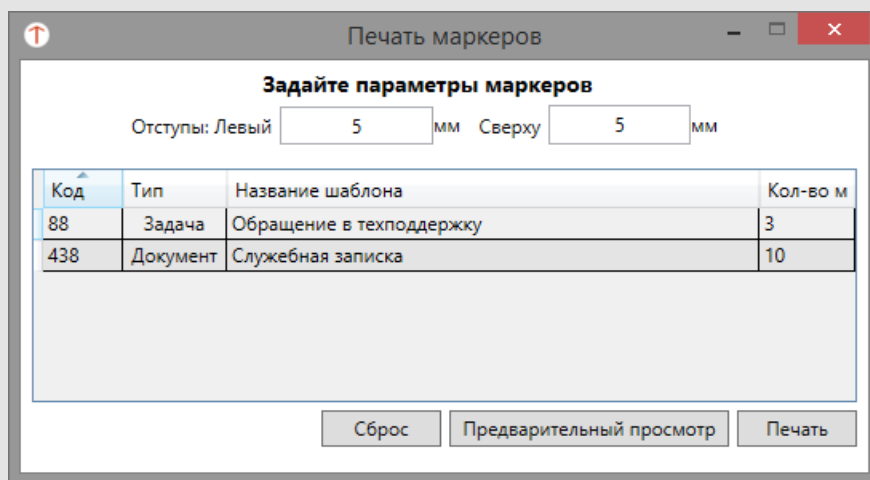 Печать маркеров
Задайте параметры маркеров
Отступы: Левый 5 мм Сверху 5 мм
Код Тип Название шаблона Кол-во м
88 Задача Обращение в техподдержку 3
438 Документ Служебная записка 10
Сброс Предварительный просмотр Печать